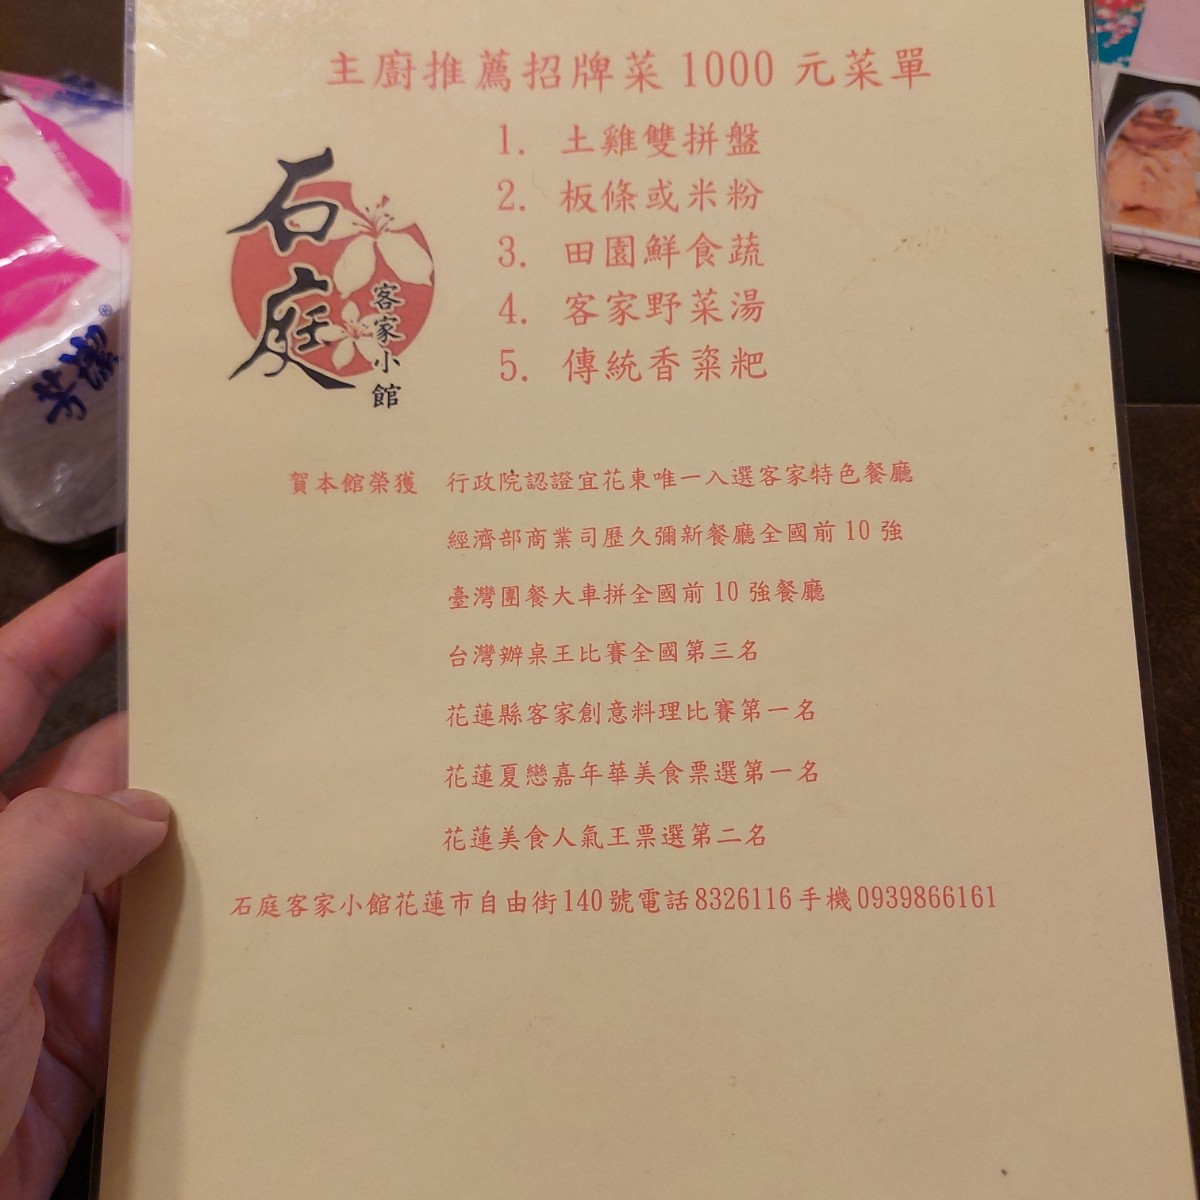 主廚推薦招牌菜1000 元菜單
石庭
客家小館
1. 土雞雙拼盤
2. 板條或米粉
3. 田園鮮食蔬
4. 客家野菜湯
5. 傳統香粢粑
賀本館榮獲 行政院認證宜花東唯一入選客家特色餐廳
經濟部商業司歷久彌新餐廳全國前 10 強
臺灣團餐大車拼全國前 10 強餐廳
台灣辦桌王比賽全國第三名
花蓮縣客家創意料理比賽第一名
花蓮夏戀嘉年華美食票選第一名
花蓮美食人氣王票選第二名
石庭客家小館花蓮市自由街140號電話8326116手機0939866161
芳潔